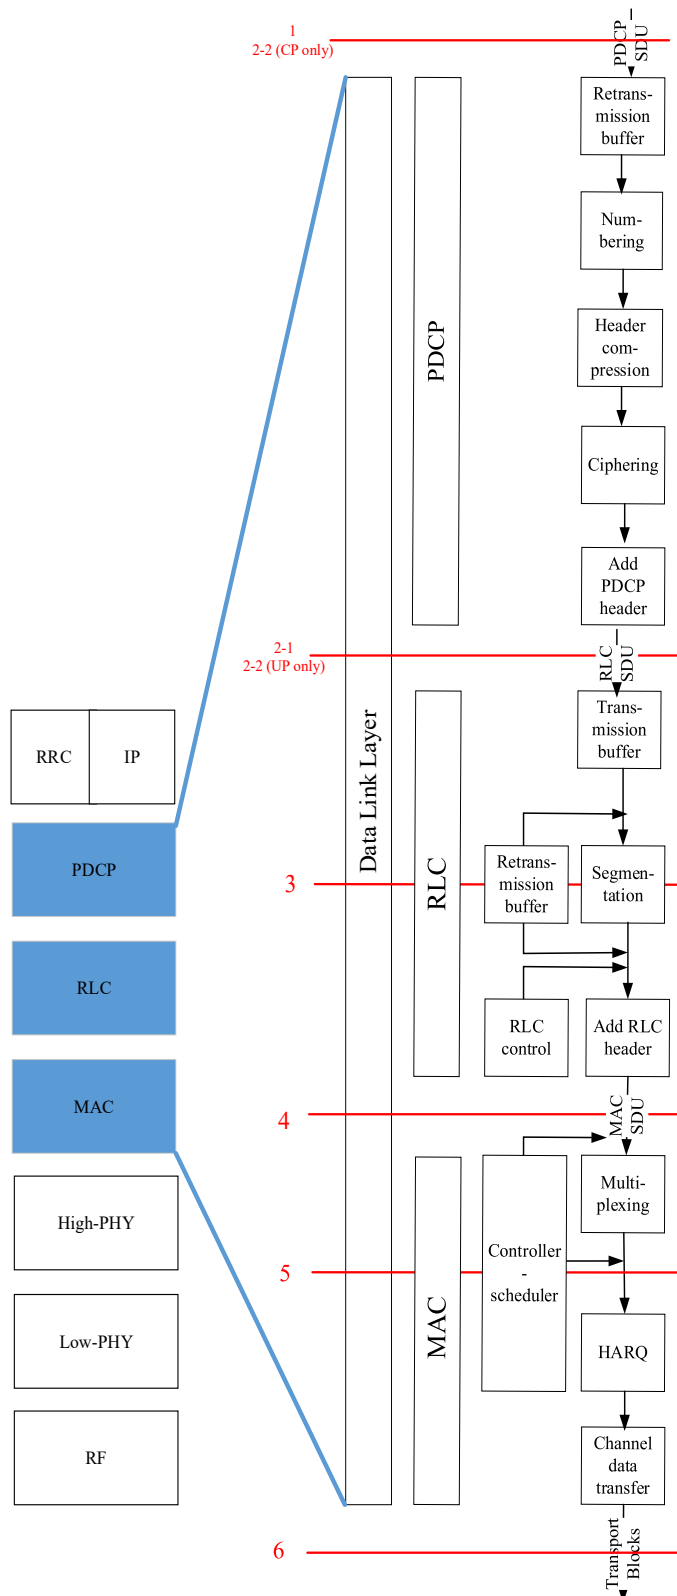 1
2-2 (CP only)
PDCP
SDU
Retrans-
mission
buffer
Num-
bering
Header
com-
pression
Ciphering
Add
PDCP
header
PDCP
2-1
2-2 (UP only)
RLC
SDU
Data Link Layer
RRC
IP
PDCP
RLC
MAC
High-PHY
Low-PHY
RF
Trans-
mission
buffer
RLC
3
Retrans-
mission
buffer
Segmen-
tation
RLC
control
Add RLC
header
4
MAC
SDU
Multi-
plexing
MAC
5
Controller
-
scheduler
HARQ
Channel
data
transfer
6
Transport
Blocks